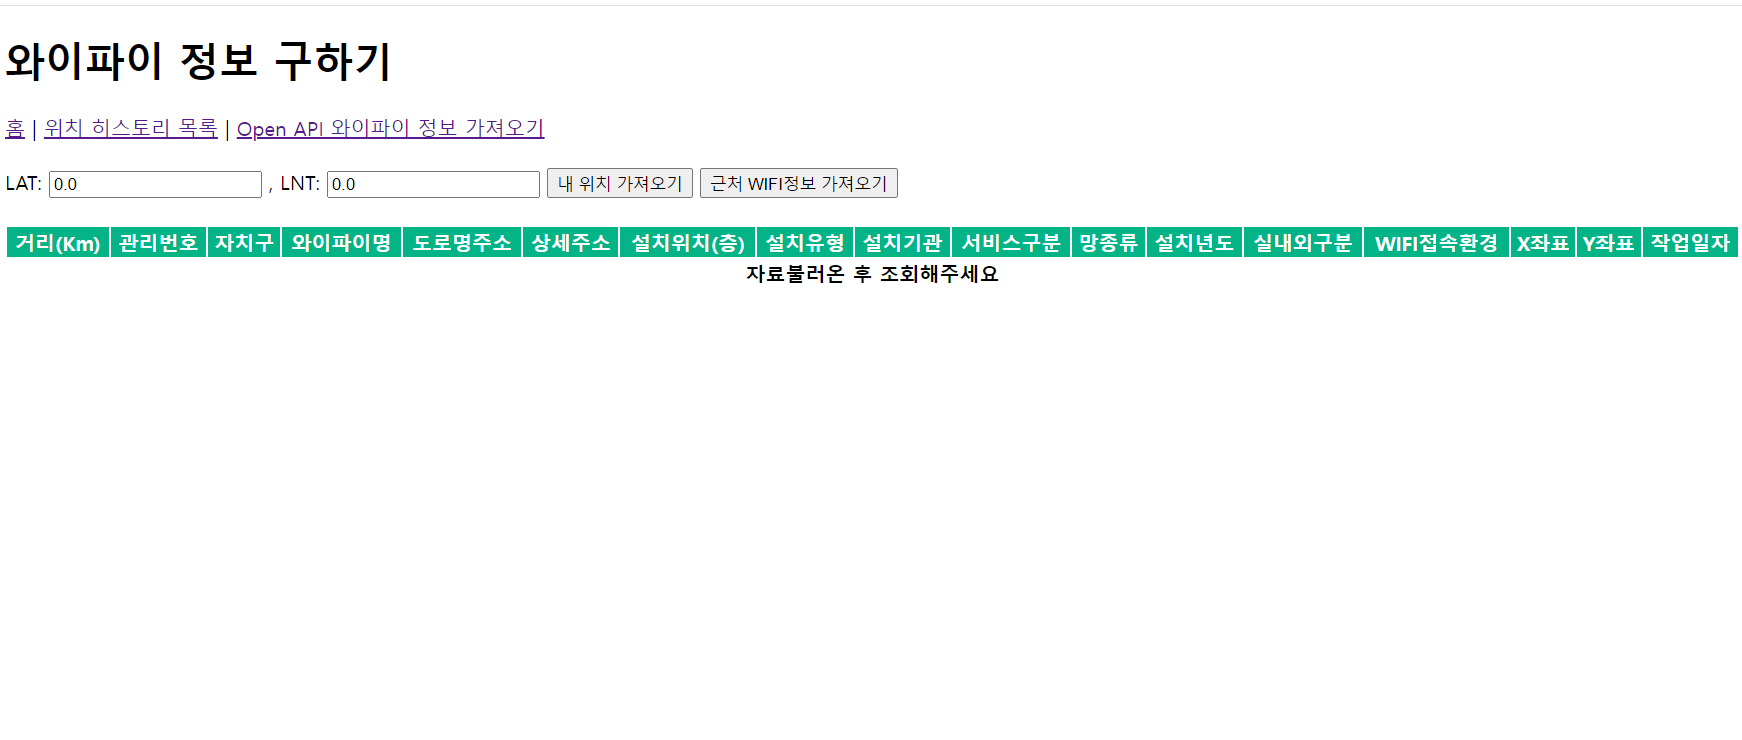 와이파이 정보 구하기
홈 | 위치 히스토리 목록 | Open API 와이파이 정보 가져오기
LAT: 0.0 , LNT: 0.0 내 위치 가져오기 근처 WIFI정보 가져오기
거리(Km) 관리번호 자치구 와이파이명 도로명주소 상세주소 설치위치(층) 설치유형 설치기관 서비스구분 망종류 설치년도 실내외구분 WIFI접속환경 X좌표 Y좌표 작업일자
자료불러온 후 조회해주세요